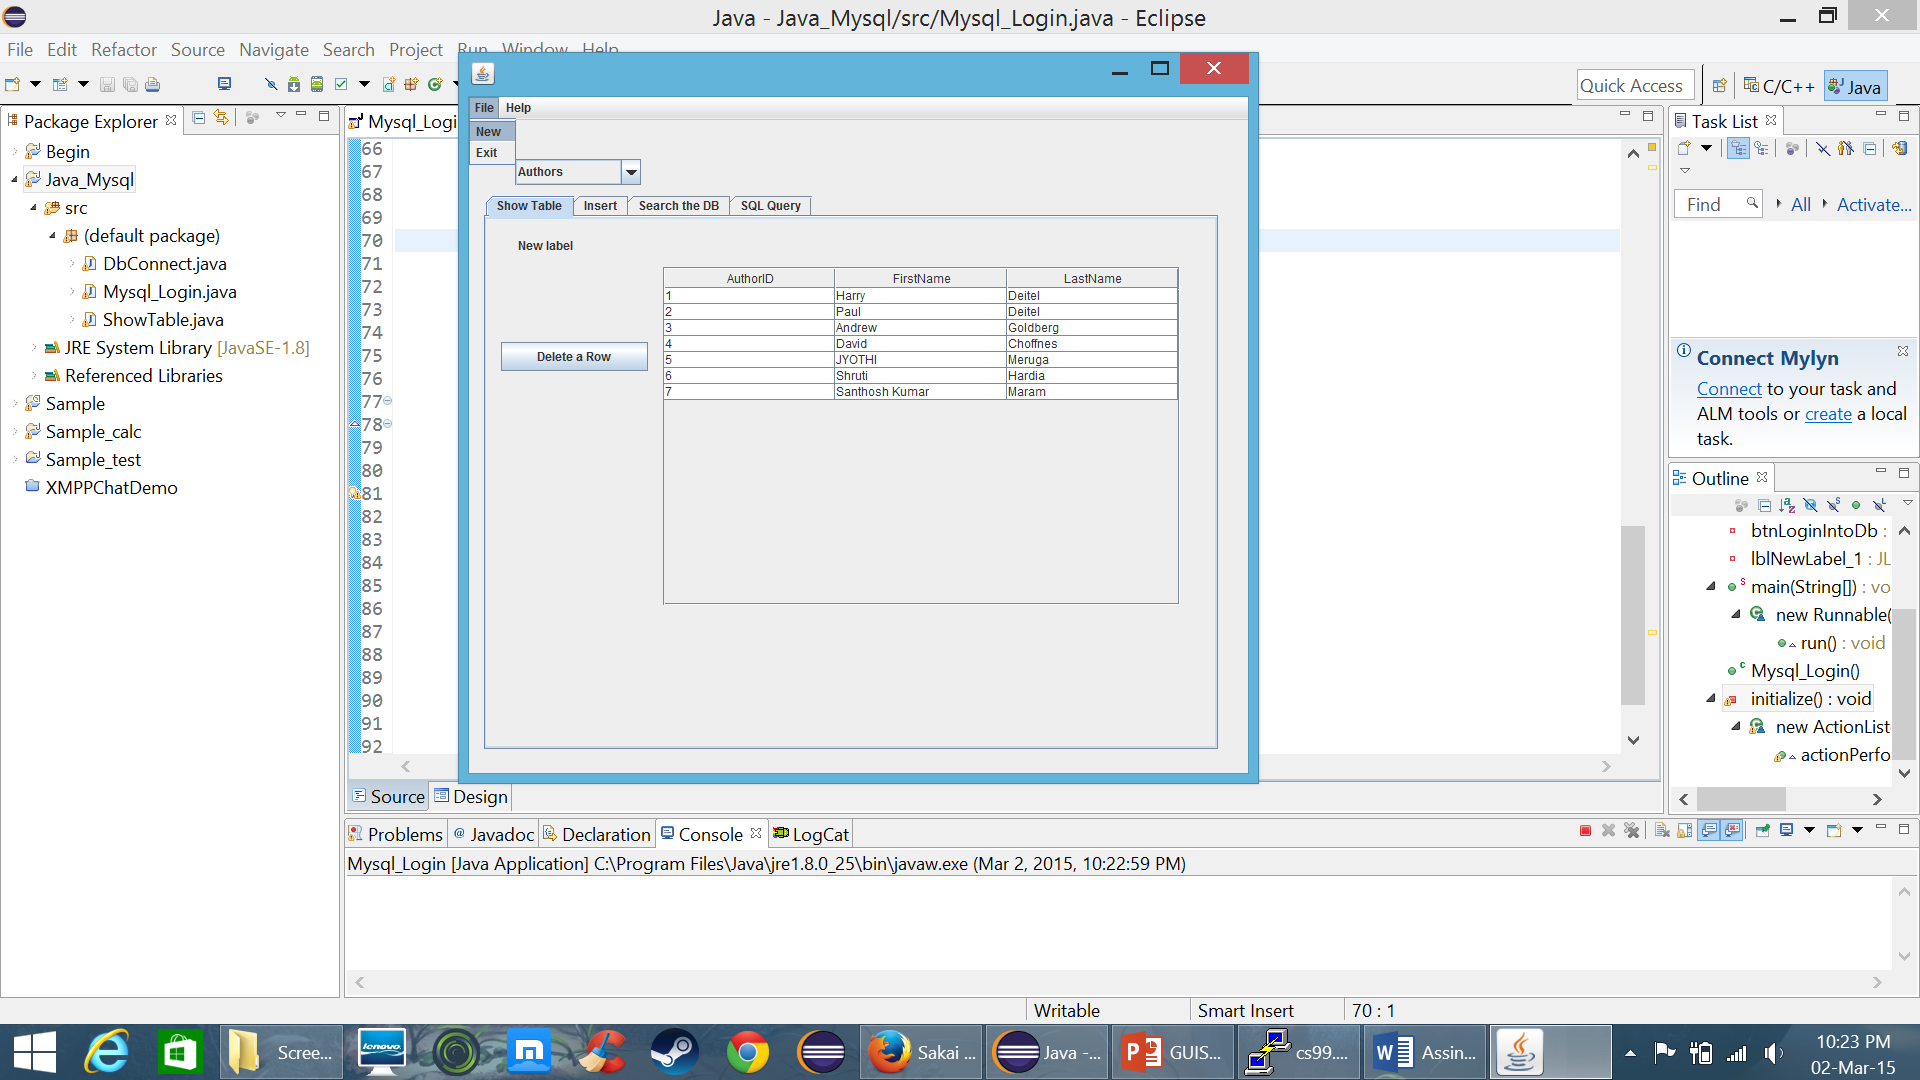 Java - Java_Mysql/src/Mysql_Login.java - Eclipse
File Edit Refactor Source Navigate Search Project Run Window Help
Quick Access
C/C++
Java
Package Explorer
Begin
Java_Mysql
src
(default package)
DbConnect.java
Mysql_Login.java
ShowTable.java
JRE System Library [JavaSE-1.8]
Referenced Libraries
Sample
Sample_calc
Sample_test
XMPPChatDemo
Mysql_Logi
66
67
68
69
70
71
72
73
74
75
76
77
78
79
80
81
82
83
84
85
86
87
88
89
90
91
92
File Help
New
Exit
Authors
Show Table Insert Search the DB SQL Query
New label
Delete a Row
AuthorID FirstName LastName
1 Harry Deitel
2 Paul Deitel
3 Andrew Goldberg
4 David Choffnes
5 JYOTHI Meruga
6 Shruti Hardia
7 Santhosh Kumar Maram
Source Design
Task List
Find All Activate...
Connect Mylyn
Connect to your task and
ALM tools or create a local
task.
Outline
btnLoginIntoDb :
lblNewLabel_1 : JL
main(String[]) : vo
new Runnable(
run() : void
Mysql_Login()
initialize() : void
new ActionList
actionPerfo
Problems @ Javadoc Declaration Console LogCat
Mysql_Login [Java Application] C:\Program Files\Java\jre1.8.0_25\bin\javaw.exe (Mar 2, 2015, 10:22:59 PM)
Writable Smart Insert 70 : 1
Scree... lenovo Sakai ... Java -... GUIS... cs99.... Assin...
10:23 PM
02-Mar-15